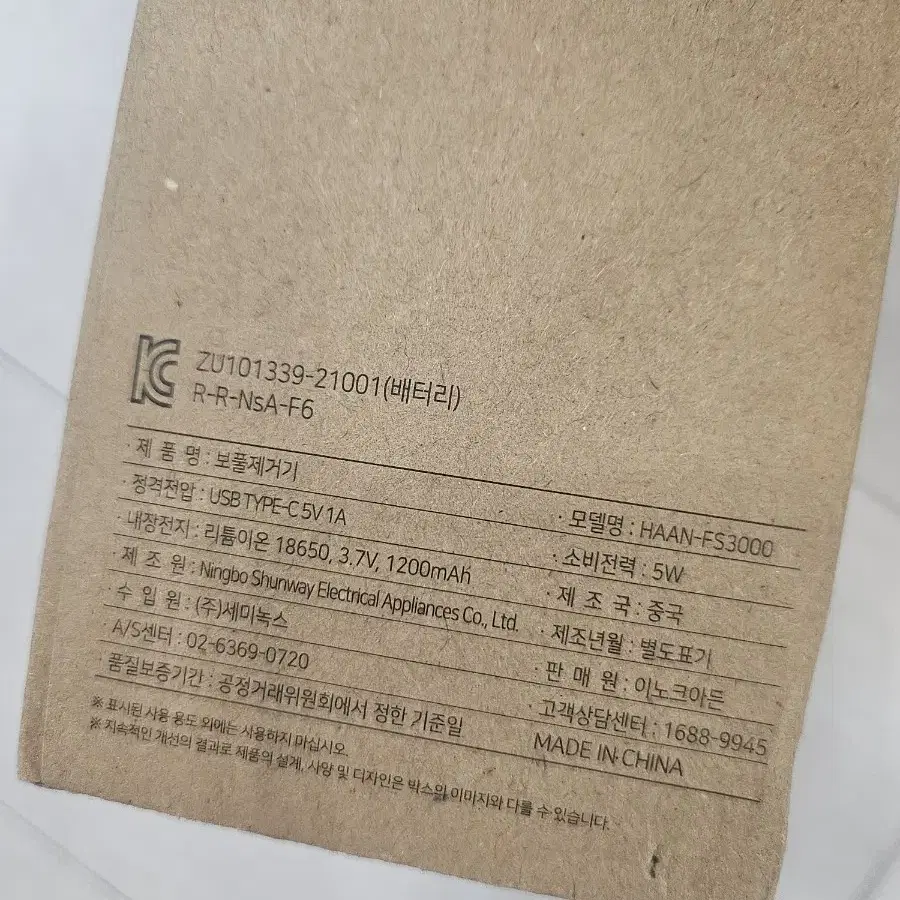 KC ZU101339-21001(배터리)
R-R-NsA-F6
· 제 품 명 : 보풀제거기
· 모델명 : HAAN-FS3000
· 정격전압 : USB TYPE-C 5V 1A
· 소비전력 : 5W
· 내장전지 : 리튬이온 18650, 3.7V, 1200mAh
· 제 조 국 : 중국
· 제 조 원 : Ningbo Shunway Electrical Appliances Co., Ltd.
· 제조년월 : 별도표기
· 수 입 원 : (주)세미녹스
· 판 매 원 : 이노크아든
· A/S센터 : 02-6369-0720
· 고객상담센터 : 1688-9945
· 품질보증기간 : 공정거래위원회에서 정한 기준일
MADE IN CHINA
※ 표시된 사용 용도 외에는 사용하지 마십시오.
※ 지속적인 개선의 결과로 제품의 설계, 사양 및 디자인은 박스의 이미지와 다를 수 있습니다.